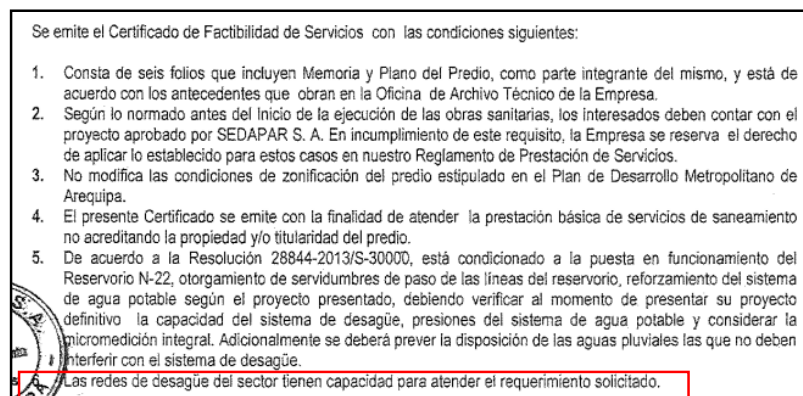 Se emite el Certificado de Factibilidad de Servicios con las condiciones siguientes:
1. Consta de seis folios que incluyen Memoria y Plano del Predio, como parte integrante del mismo, y está de
acuerdo con los antecedentes que obran en la Oficina de Archivo Técnico de la Empresa.
2. Según lo normado antes del Inicio de la ejecución de las obras sanitarias, los interesados deben contar con el
proyecto aprobado por SEDAPAR S. A. En incumplimiento de este requisito, la Empresa se reserva el derecho
de aplicar lo establecido para estos casos en nuestro Reglamento de Prestación de Servicios.
3. No modifica las condiciones de zonificación del predio estipulado en el Plan de Desarrollo Metropolitano de
Arequipa.
4. El presente Certificado se emite con la finalidad de atender la prestación básica de servicios de saneamiento
no acreditando la propiedad y/o titularidad del predio.
5. De acuerdo a la Resolución 28844-2013/S-30000, está condicionado a la puesta en funcionamiento del
Reservorio N-22, otorgamiento de servidumbres de paso de las líneas del reservorio, reforzamiento del sistema
de agua potable según el proyecto presentado, debiendo verificar al momento de presentar su proyecto
definitivo la capacidad del sistema de desagüe, presiones del sistema de agua potable y considerar la
micromedición integral. Adicionalmente se deberá prever la disposición de las aguas pluviales las que no deben
interferir con el sistema de desagüe.
6. Las redes de desagüe del sector tienen capacidad para atender el requerimiento solicitado.